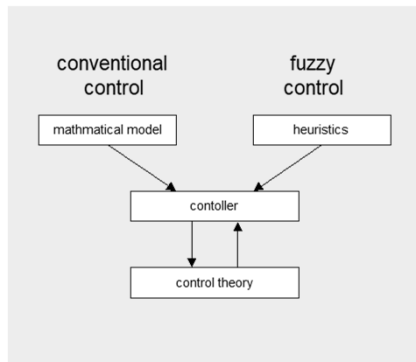 conventional
control
fuzzy
control
mathmatical model
heuristics
contoller
control theory